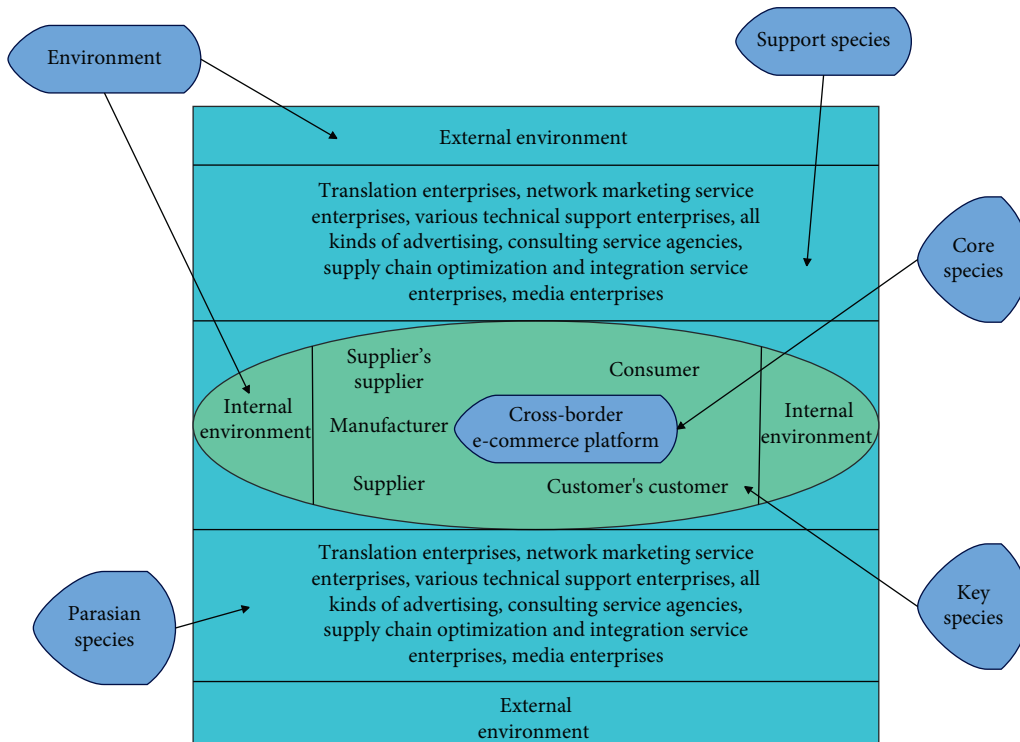 Environment
Support species
External environment
Translation enterprises, network marketing service
enterprises, various technical support enterprises, all
kinds of advertising, consulting service agencies,
supply chain optimization and integration service
enterprises, media enterprises
Core
species
Supplier's
supplier
Consumer
Internal
environment
Manufacturer
Cross-border
e-commerce platform
Internal
environment
Supplier
Customer's customer
Translation enterprises, network marketing service
enterprises, various technical support enterprises, all
kinds of advertising, consulting service agencies,
supply chain optimization and integration service
enterprises, media enterprises
Parasian
species
Key
species
External
environment